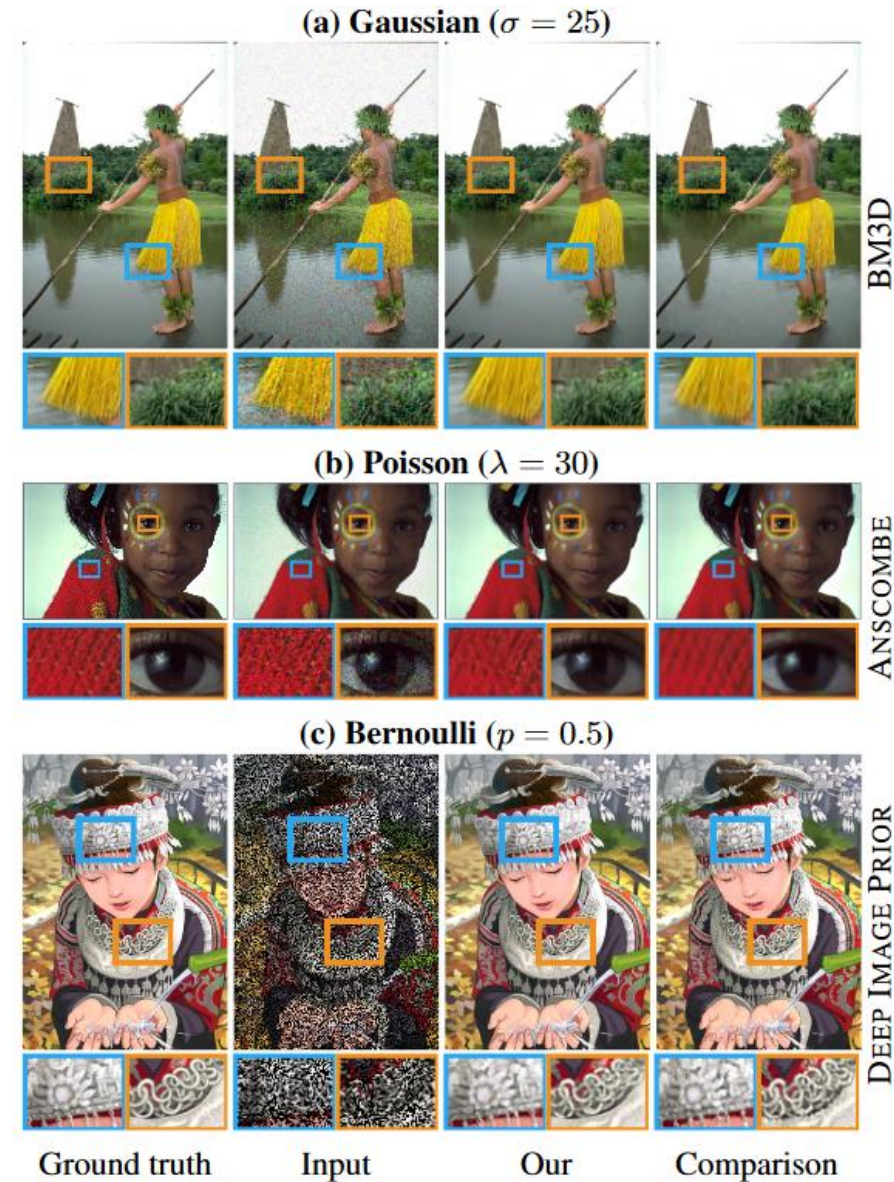 (a) Gaussian (σ = 25)
BM3D
(b) Poisson (λ = 30)
ANSCOMBE
(c) Bernoulli (p = 0.5)
DEEP IMAGE PRIOR
Ground truth Input Our Comparison